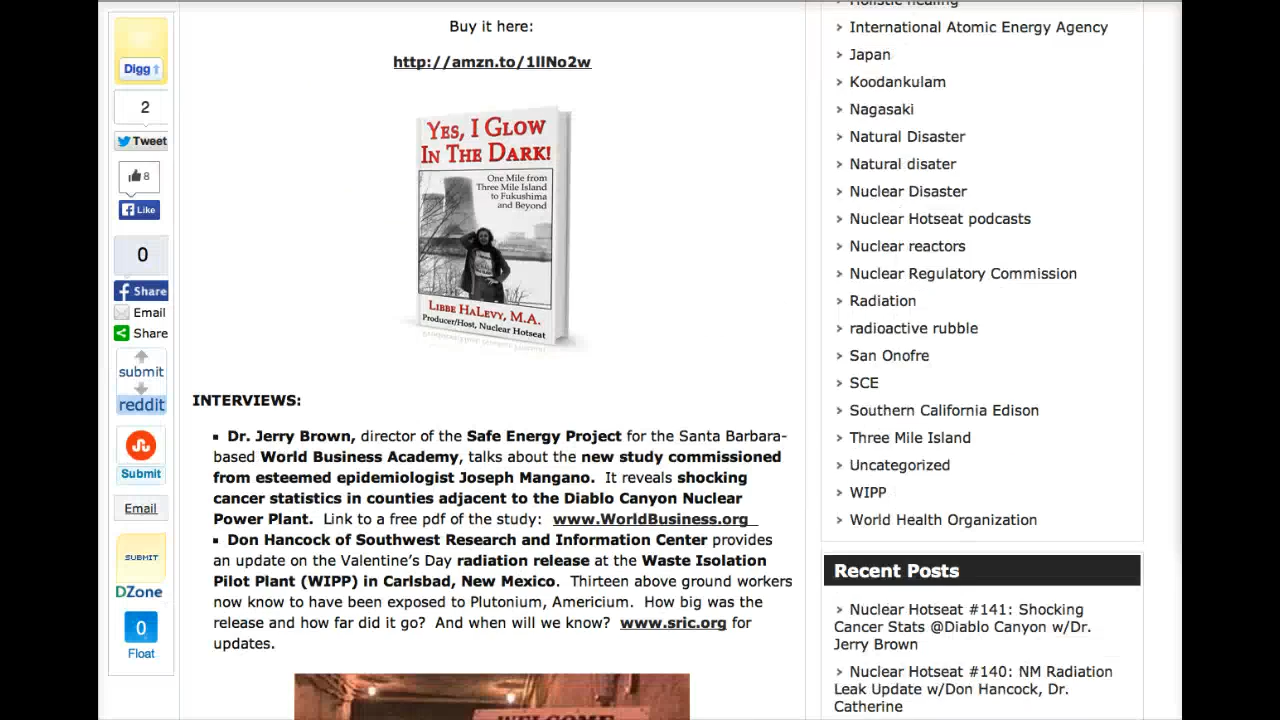 Digg
2
Tweet
8
Like
0
Share
Email
Share
submit
reddit
Submit
Email
SUBMIT
DZone
0
Float
Buy it here:
http://amzn.to/1llNo2w
YES, I GLOW
IN THE DARK!
One Mile from
Three Mile Island
to Fukushima
and Beyond
LIBBE HALEVY, M.A.
Producer/Host, Nuclear Hotseat
INTERVIEWS:
▪ Dr. Jerry Brown, director of the Safe Energy Project for the Santa Barbara-
based World Business Academy, talks about the new study commissioned
from esteemed epidemiologist Joseph Mangano. It reveals shocking
cancer statistics in counties adjacent to the Diablo Canyon Nuclear
Power Plant. Link to a free pdf of the study: www.WorldBusiness.org
▪ Don Hancock of Southwest Research and Information Center provides
an update on the Valentine's Day radiation release at the Waste Isolation
Pilot Plant (WIPP) in Carlsbad, New Mexico. Thirteen above ground workers
now know to have been exposed to Plutonium, Americium. How big was the
release and how far did it go? And when will we know? www.sric.org for
updates.
WELCOME
Holistic healing
International Atomic Energy Agency
Japan
Koodankulam
Nagasaki
Natural Disaster
Natural disater
Nuclear Disaster
Nuclear Hotseat podcasts
Nuclear reactors
Nuclear Regulatory Commission
Radiation
radioactive rubble
San Onofre
SCE
Southern California Edison
Three Mile Island
Uncategorized
WIPP
World Health Organization
Recent Posts
Nuclear Hotseat #141: Shocking
Cancer Stats @Diablo Canyon w/Dr.
Jerry Brown
Nuclear Hotseat #140: NM Radiation
Leak Update w/Don Hancock, Dr.
Catherine